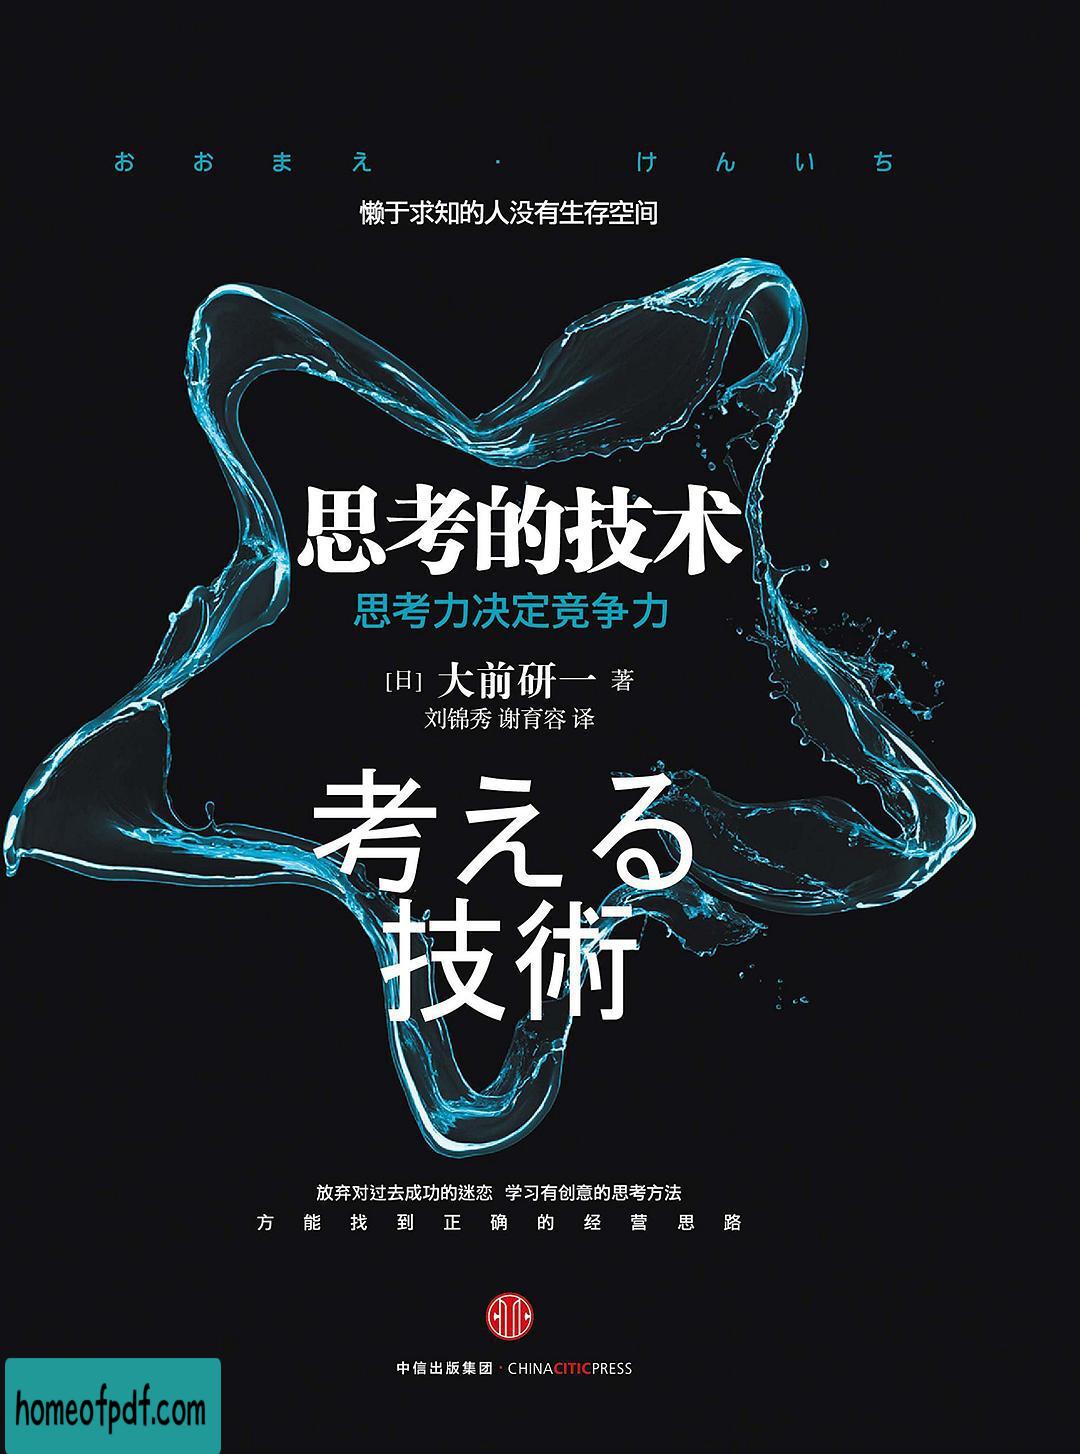 おおまえ・けんいち
懒于求知的人没有生存空间
思考的技术
思考力决定竞争力
[日] 大前研一 著
刘锦秀 谢育容 译
考える
技術
放弃对过去成功的迷恋 学习有创意的思考方法
方能找到正确的经营思路
中信出版集团·CHINACITICPRESS
homeofpdf.com